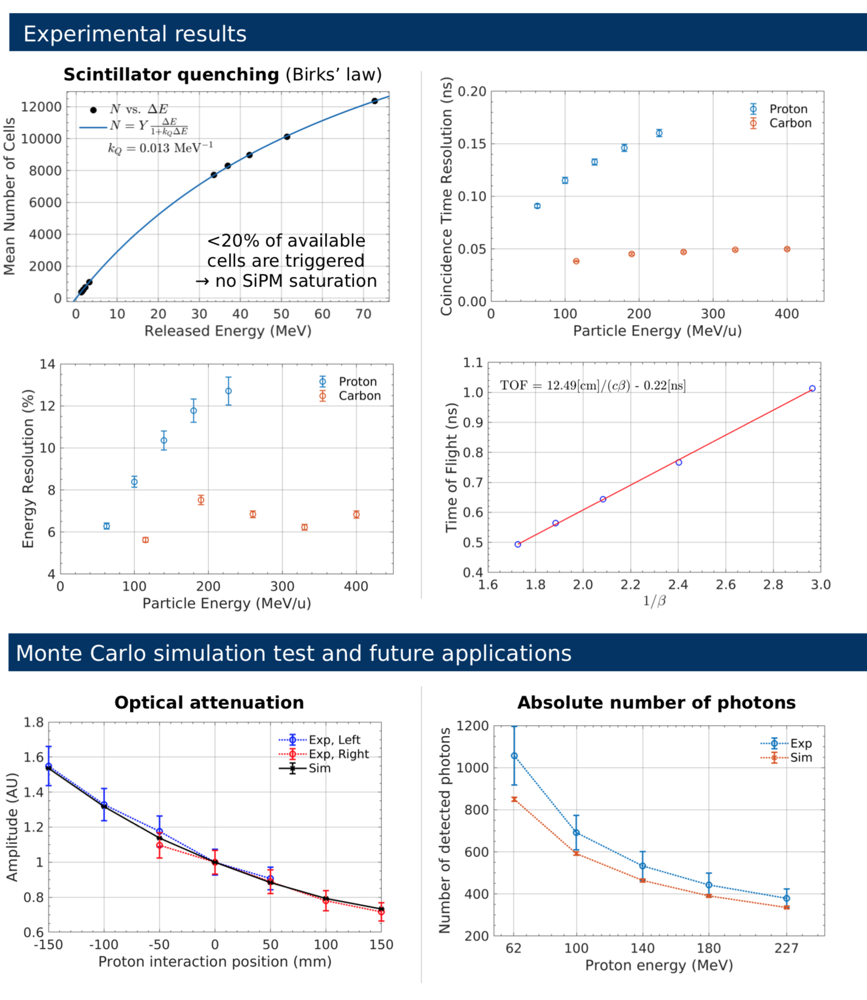 Experimental results
Scintillator quenching (Birks’ law)
Mean Number of Cells
12000
10000
8000
6000
4000
2000
0
N vs. ΔE
N = Y ΔE/(1+k_QΔE)
k_Q = 0.013 MeV⁻¹
<20% of available
cells are triggered
→ no SiPM saturation
0 10 20 30 40 50 60 70
Released Energy (MeV)
Coincidence Time Resolution (ns)
0.20
0.15
0.10
0.05
0.00
Proton
Carbon
0 100 200 300 400
Particle Energy (MeV/u)
Energy Resolution (%)
14
12
10
8
6
4
Proton
Carbon
0 100 200 300 400
Particle Energy (MeV/u)
Time of Flight (ns)
1.1
1.0
0.9
0.8
0.7
0.6
0.5
0.4
TOF = 12.49[cm]/(cβ) - 0.22[ns]
1.6 1.8 2.0 2.2 2.4 2.6 2.8 3.0
1/β
Monte Carlo simulation test and future applications
Optical attenuation
Amplitude (AU)
1.8
1.6
1.4
1.2
1
0.8
0.6
Exp, Left
Exp, Right
Sim
-150 -100 -50 0 50 100 150
Proton interaction position (mm)
Absolute number of photons
Number of detected photons
1200
1000
800
600
400
200
Exp
Sim
62 100 140 180 227
Proton energy (MeV)